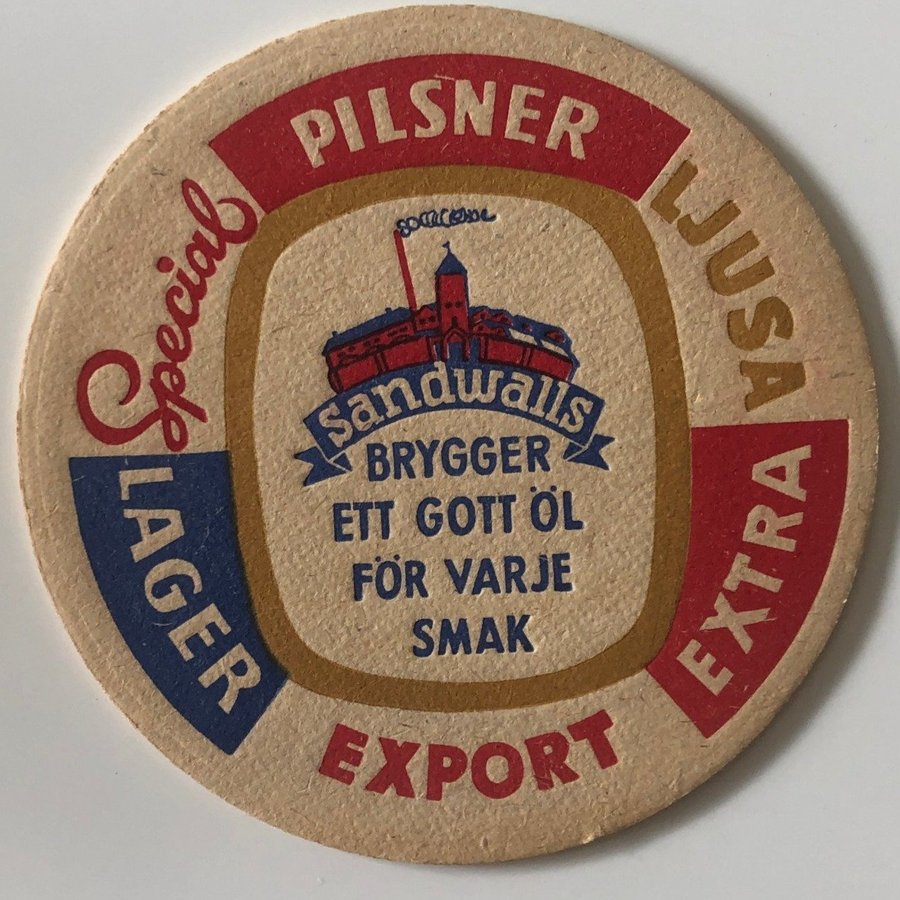 PILSNER
LJUSA
EXTRA
EXPORT
LAGER
Special
Sandwalls
BRYGGER
ETT GOTT ÖL
FÖR VARJE
SMAK